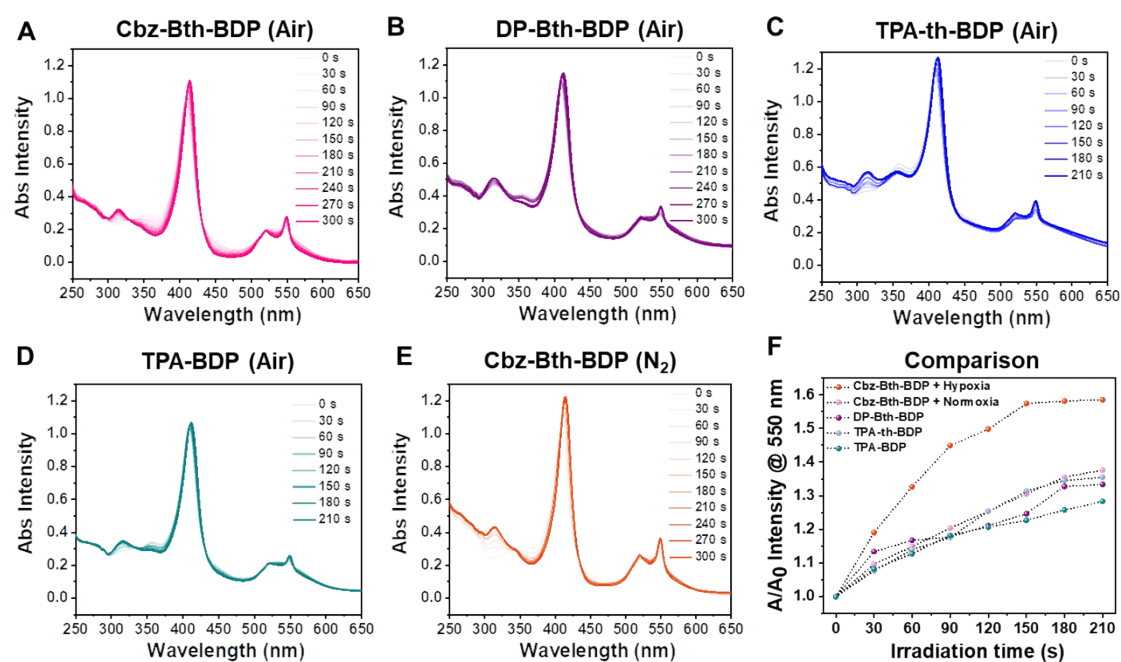 A
Cbz-Bth-BDP (Air)
Abs Intensity
1.2
1.0
0.8
0.6
0.4
0.2
0.0
0 s
30 s
60 s
90 s
120 s
150 s
180 s
210 s
240 s
270 s
300 s
250 300 350 400 450 500 550 600 650
Wavelength (nm)
B
DP-Bth-BDP (Air)
Abs Intensity
1.2
1.0
0.8
0.6
0.4
0.2
0.0
0 s
30 s
60 s
90 s
120 s
150 s
180 s
210 s
240 s
270 s
300 s
250 300 350 400 450 500 550 600 650
Wavelength (nm)
C
TPA-th-BDP (Air)
Abs Intensity
1.2
1.0
0.8
0.6
0.4
0.2
0.0
0 s
30 s
60 s
90 s
120 s
150 s
180 s
210 s
250 300 350 400 450 500 550 600 650
Wavelength (nm)
D
TPA-BDP (Air)
Abs Intensity
1.2
1.0
0.8
0.6
0.4
0.2
0.0
0 s
30 s
60 s
90 s
120 s
150 s
180 s
210 s
250 300 350 400 450 500 550 600 650
Wavelength (nm)
E
Cbz-Bth-BDP (N₂)
Abs Intensity
1.2
1.0
0.8
0.6
0.4
0.2
0.0
0 s
30 s
60 s
90 s
120 s
150 s
180 s
210 s
240 s
270 s
300 s
250 300 350 400 450 500 550 600 650
Wavelength (nm)
F
Comparison
A/A₀ Intensity @ 550 nm
1.6
1.5
1.4
1.3
1.2
1.1
1.0
Cbz-Bth-BDP + Hypoxia
Cbz-Bth-BDP + Normoxia
DP-Bth-BDP
TPA-th-BDP
TPA-BDP
0 30 60 90 120 150 180 210
Irradiation time (s)